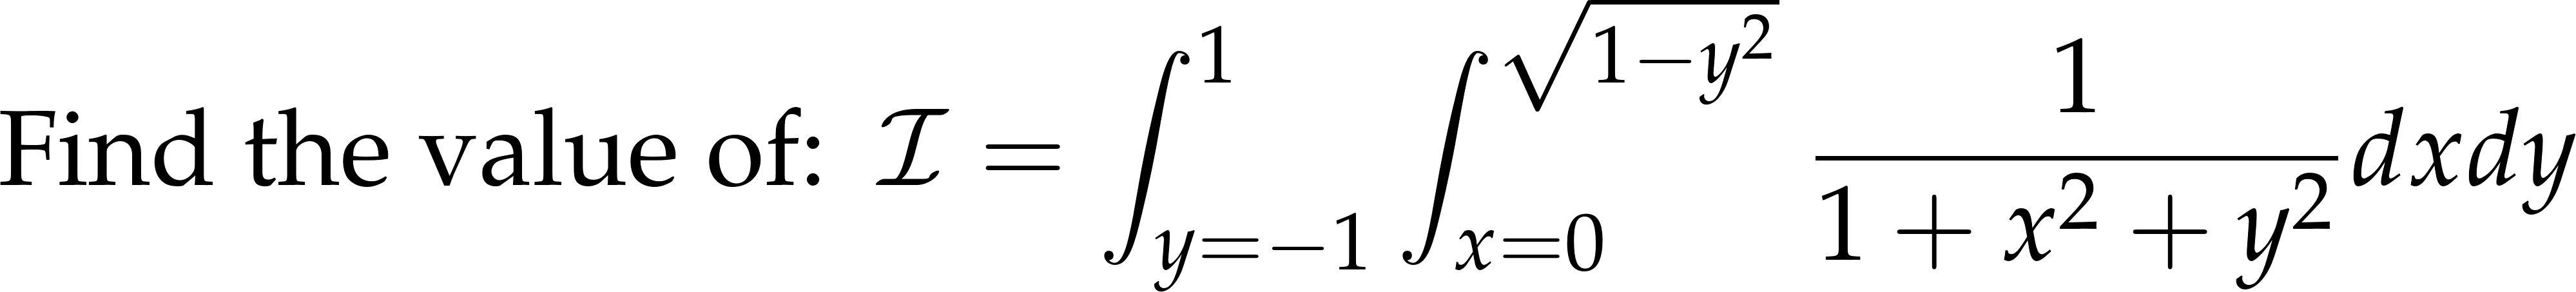 Find the value of: $\mathcal{I} = \int_{y=-1}^{1} \int_{x=0}^{\sqrt{1-y^2}} \frac{1}{1+x^2+y^2} dxdy$